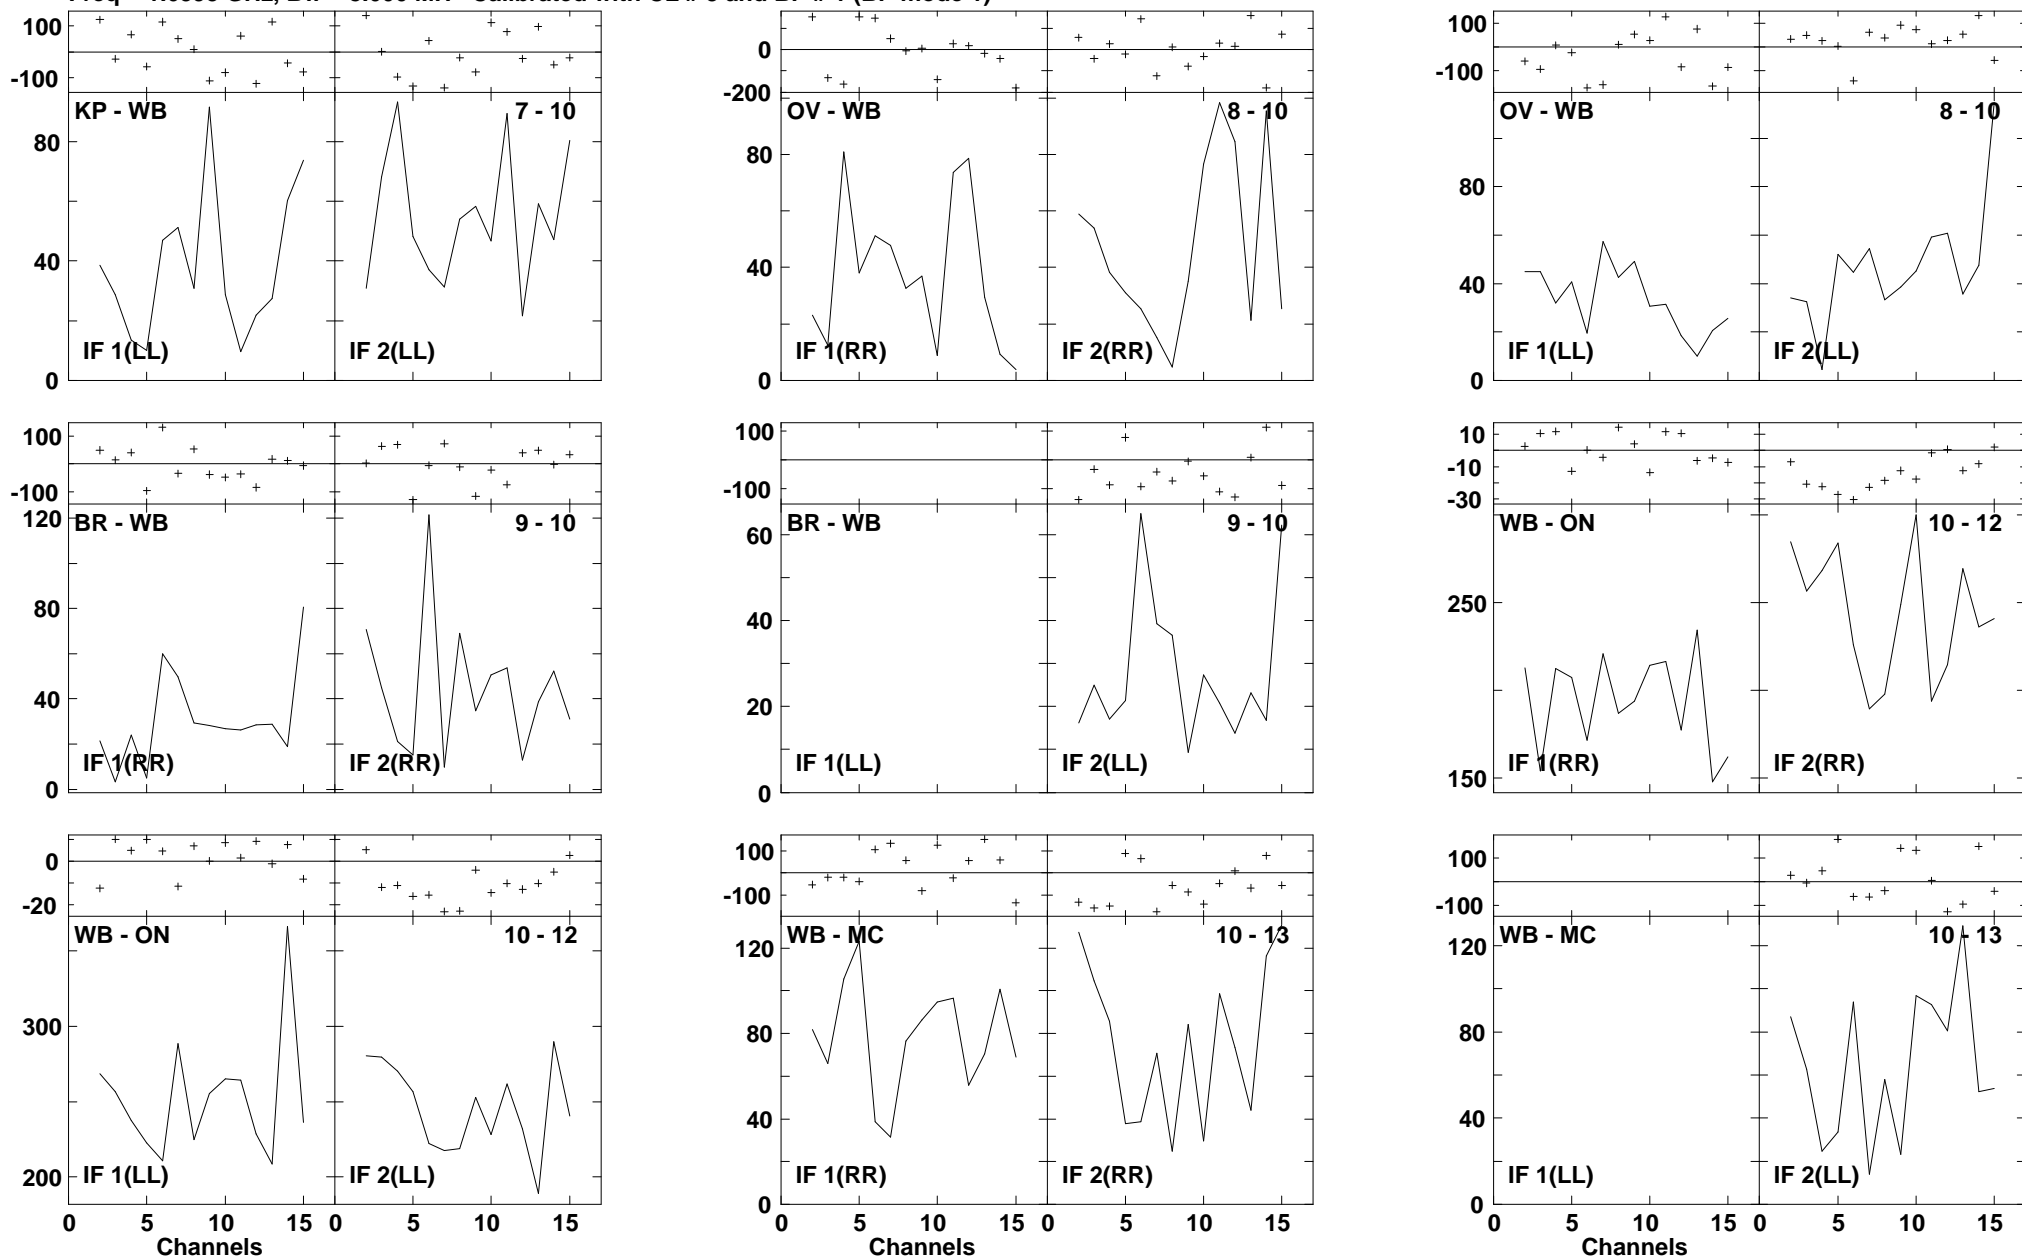 100
-100
KP - WB
7 - 10
80
40
0
IF 1(LL)
IF 2(LL)
0
-200
OV - WB
8 - 10
80
40
0
IF 1(RR)
IF 2(RR)
100
-100
OV - WB
8 - 10
80
40
0
IF 1(LL)
IF 2(LL)
100
-100
BR - WB
9 - 10
120
80
40
0
IF 1(RR)
IF 2(RR)
100
-100
BR - WB
9 - 10
60
40
20
0
IF 1(LL)
IF 2(LL)
10
-10
-30
WB - ON
10 - 12
250
150
IF 1(RR)
IF 2(RR)
0
-20
WB - ON
10 - 12
300
200
IF 1(LL)
IF 2(LL)
0 5 10 15 0 5 10 15
Channels
100
-100
WB - MC
10 - 13
120
80
40
0
IF 1(RR)
IF 2(RR)
0 5 10 15 0 5 10 15
Channels
100
-100
WB - MC
10 - 13
120
80
40
0
IF 1(LL)
IF 2(LL)
0 5 10 15 0 5 10 15
Channels